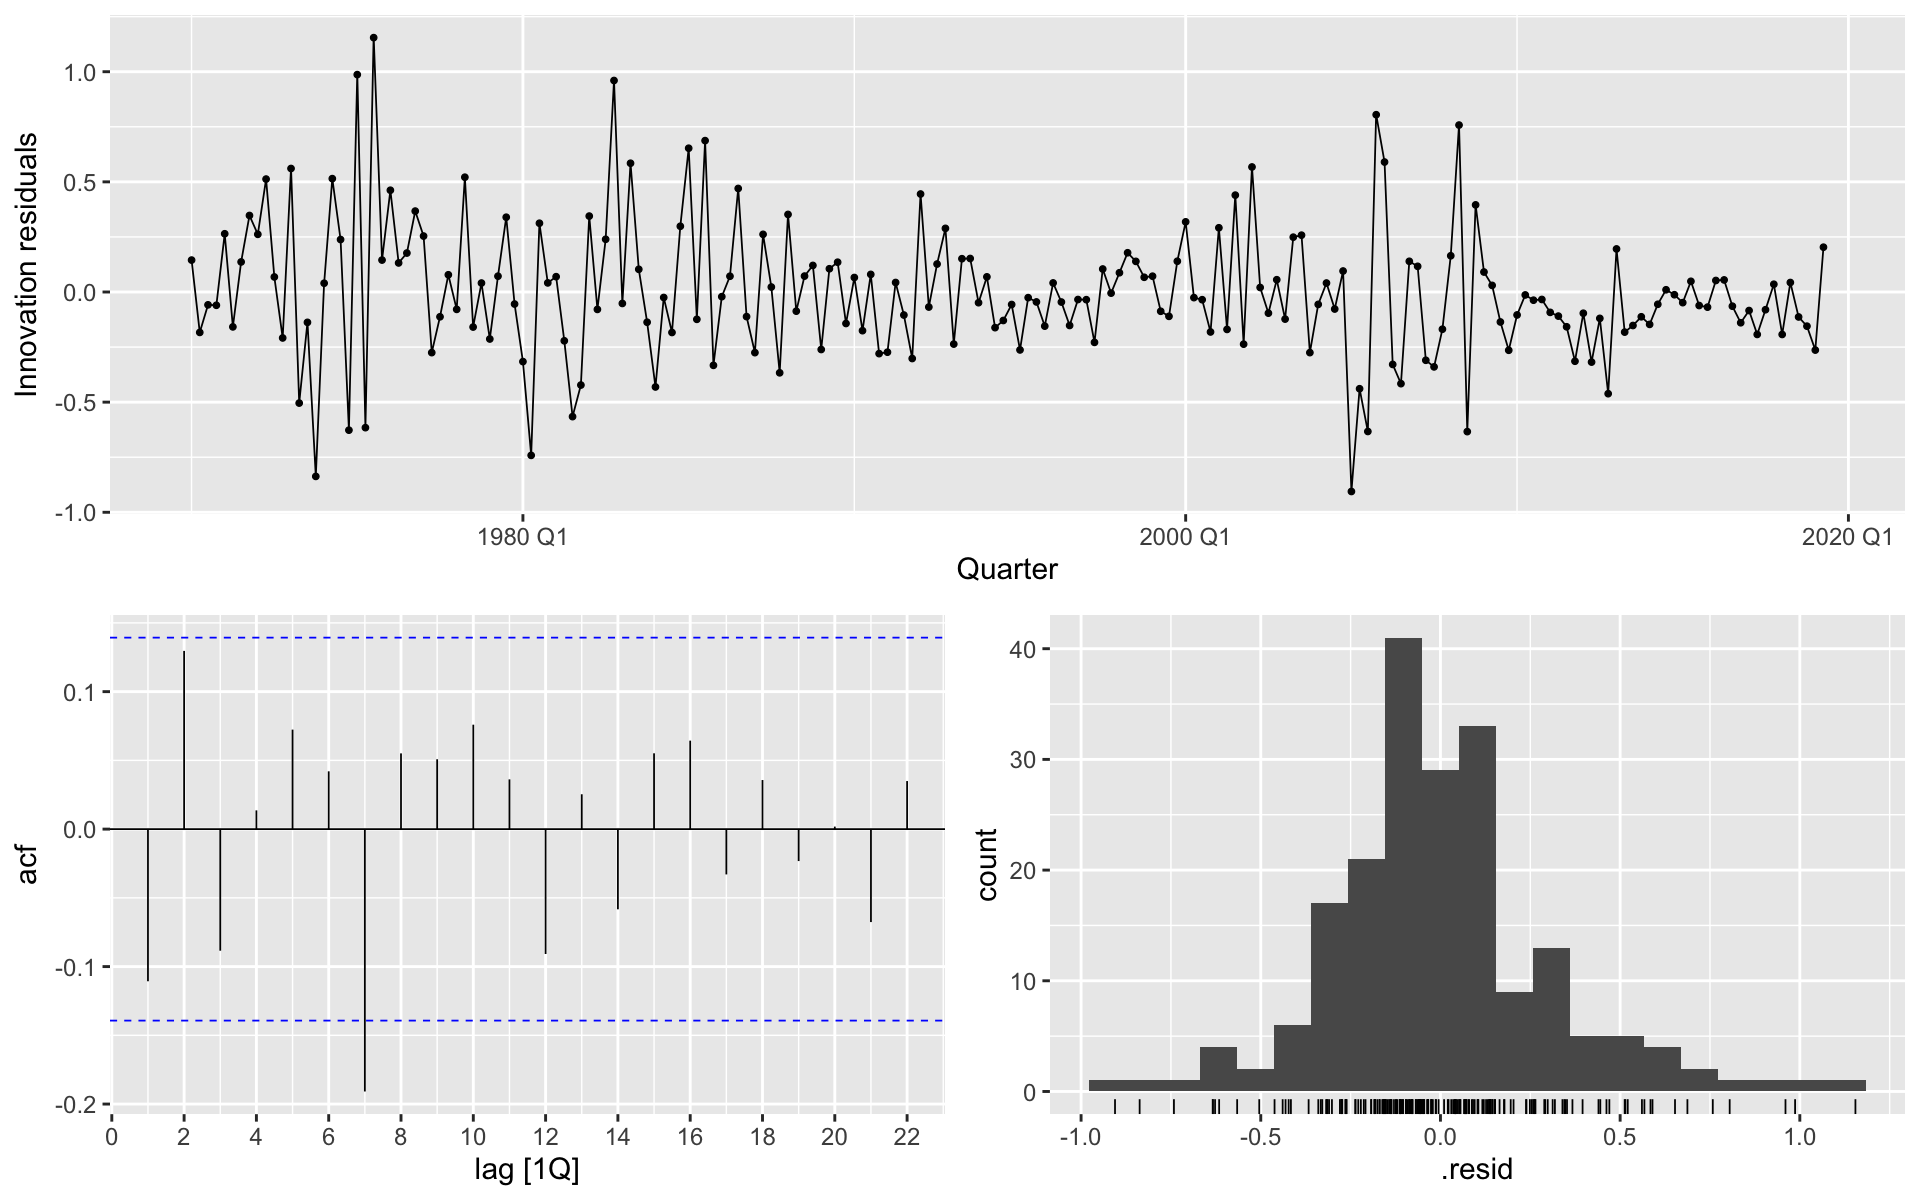 1.0
0.5
0.0
-0.5
-1.0
Innovation residuals
1980 Q1 2000 Q1 2020 Q1
Quarter
0.1
0.0
-0.1
-0.2
acf
0 2 4 6 8 10 12 14 16 18 20 22
lag [1Q]
40
30
20
10
0
count
-1.0 -0.5 0.0 0.5 1.0
.resid